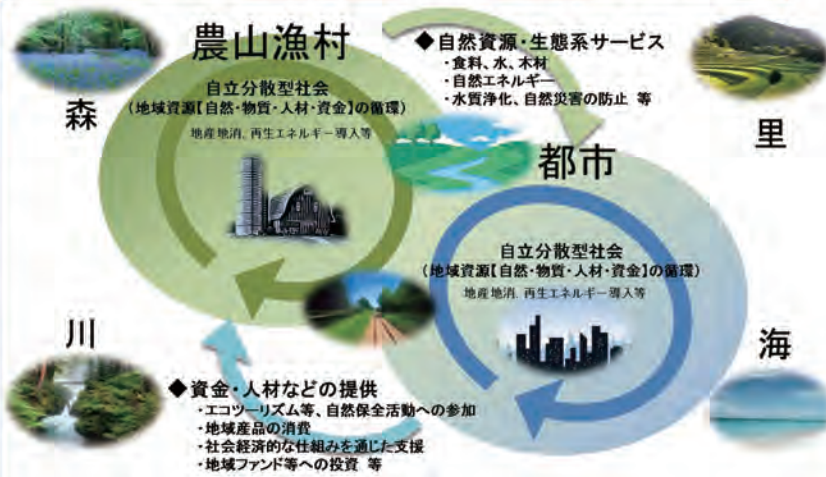 農山漁村
自立分散型社会
（地域資源【自然・物質・人材・資金】の循環）
地産地消、再生エネルギー導入等
◆自然資源・生態系サービス
・食料、水、木材
・自然エネルギー
・水質浄化、自然災害の防止 等
森
里
都市
自立分散型社会
（地域資源【自然・物質・人材・資金】の循環）
地産地消、再生エネルギー導入等
川
海
◆資金・人材などの提供
・エコツーリズム等、自然保全活動への参加
・地域産品の消費
・社会経済的な仕組みを通じた支援
・地域ファンド等への投資 等